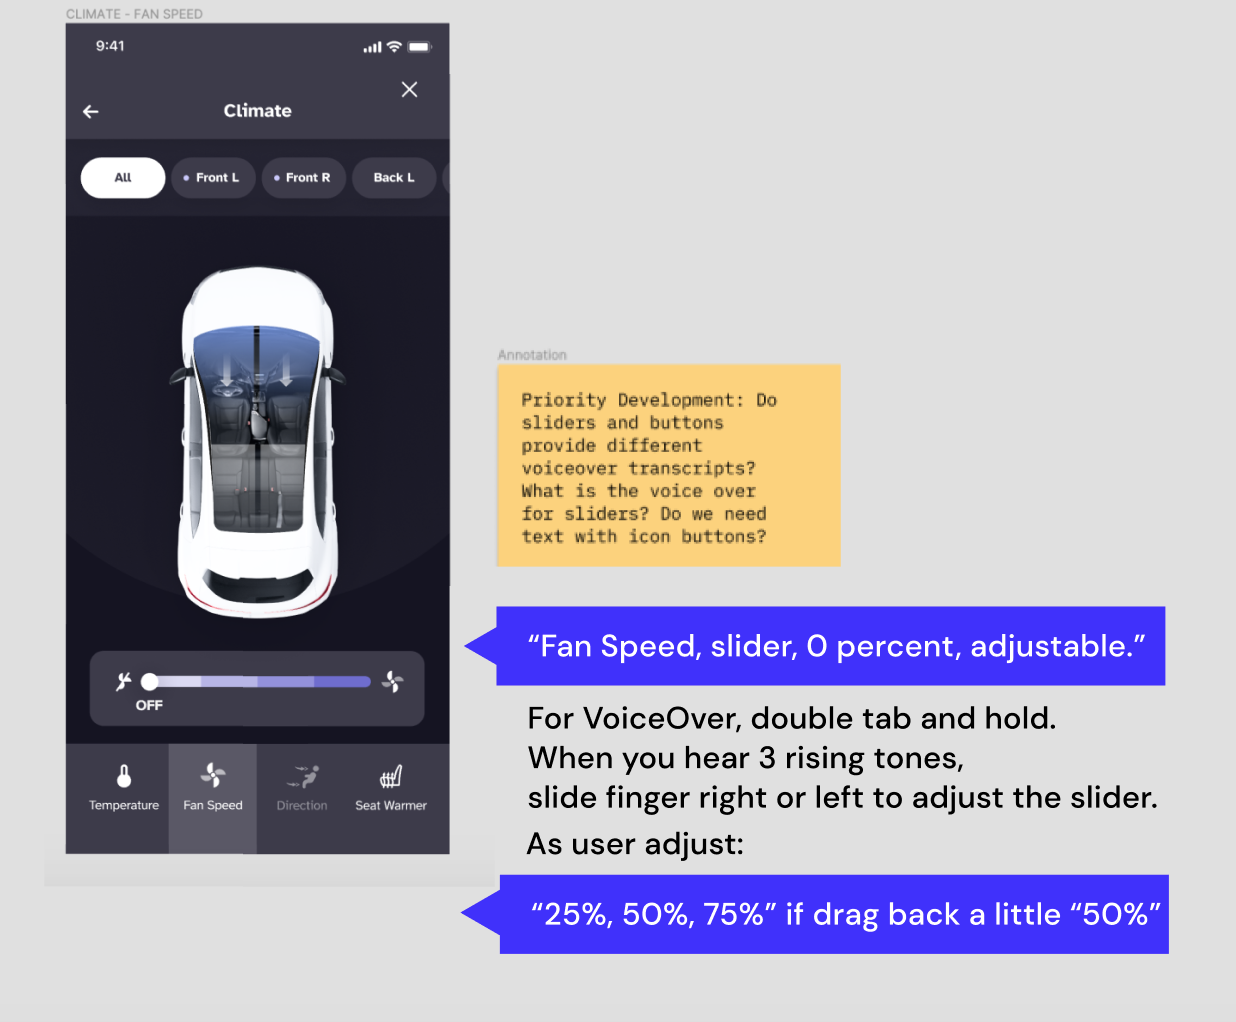 CLIMATE - FAN SPEED
9:41
Climate
All
Front L
Front R
Back L
OFF
Temperature
Fan Speed
Direction
Seat Warmer
Annotation
Priority Development: Do
sliders and buttons
provide different
voiceover transcripts?
What is the voice over
for sliders? Do we need
text with icon buttons?
“Fan Speed, slider, 0 percent, adjustable.”
For VoiceOver, double tab and hold.
When you hear 3 rising tones,
slide finger right or left to adjust the slider.
As user adjust:
“25%, 50%, 75%” if drag back a little “50%”